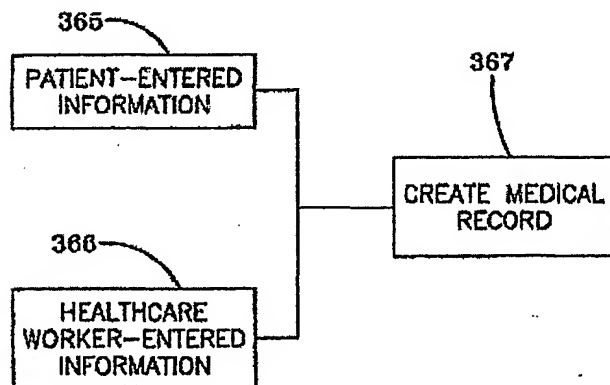 365
PATIENT-ENTERED
INFORMATION
367
CREATE MEDICAL
RECORD
366
HEALTHCARE
WORKER-ENTERED
INFORMATION